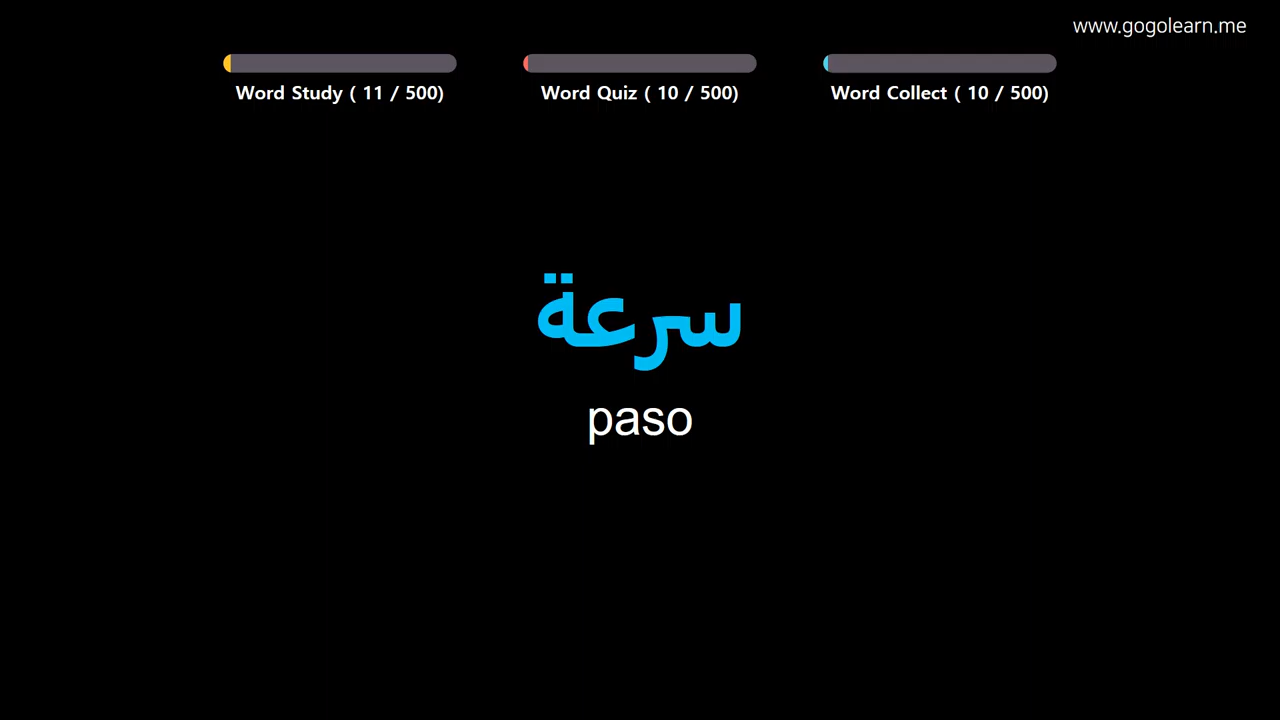 www.gogolearn.me
Word Study ( 11 / 500)
Word Quiz ( 10 / 500)
Word Collect ( 10 / 500)
سرعة
paso